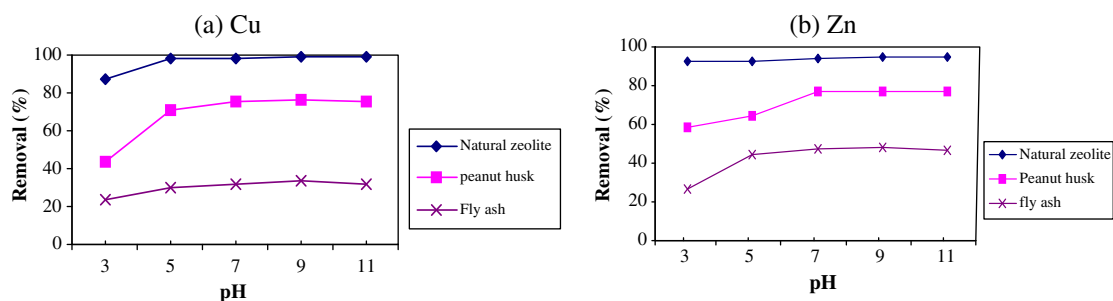 (a) Cu
100
80
60
40
20
0
Removal (%)
3 5 7 9 11
pH
Natural zeolite
peanut husk
Fly ash
(b) Zn
100
80
60
40
20
0
Removal (%)
3 5 7 9 11
pH
Natural zeolite
Peanut husk
fly ash